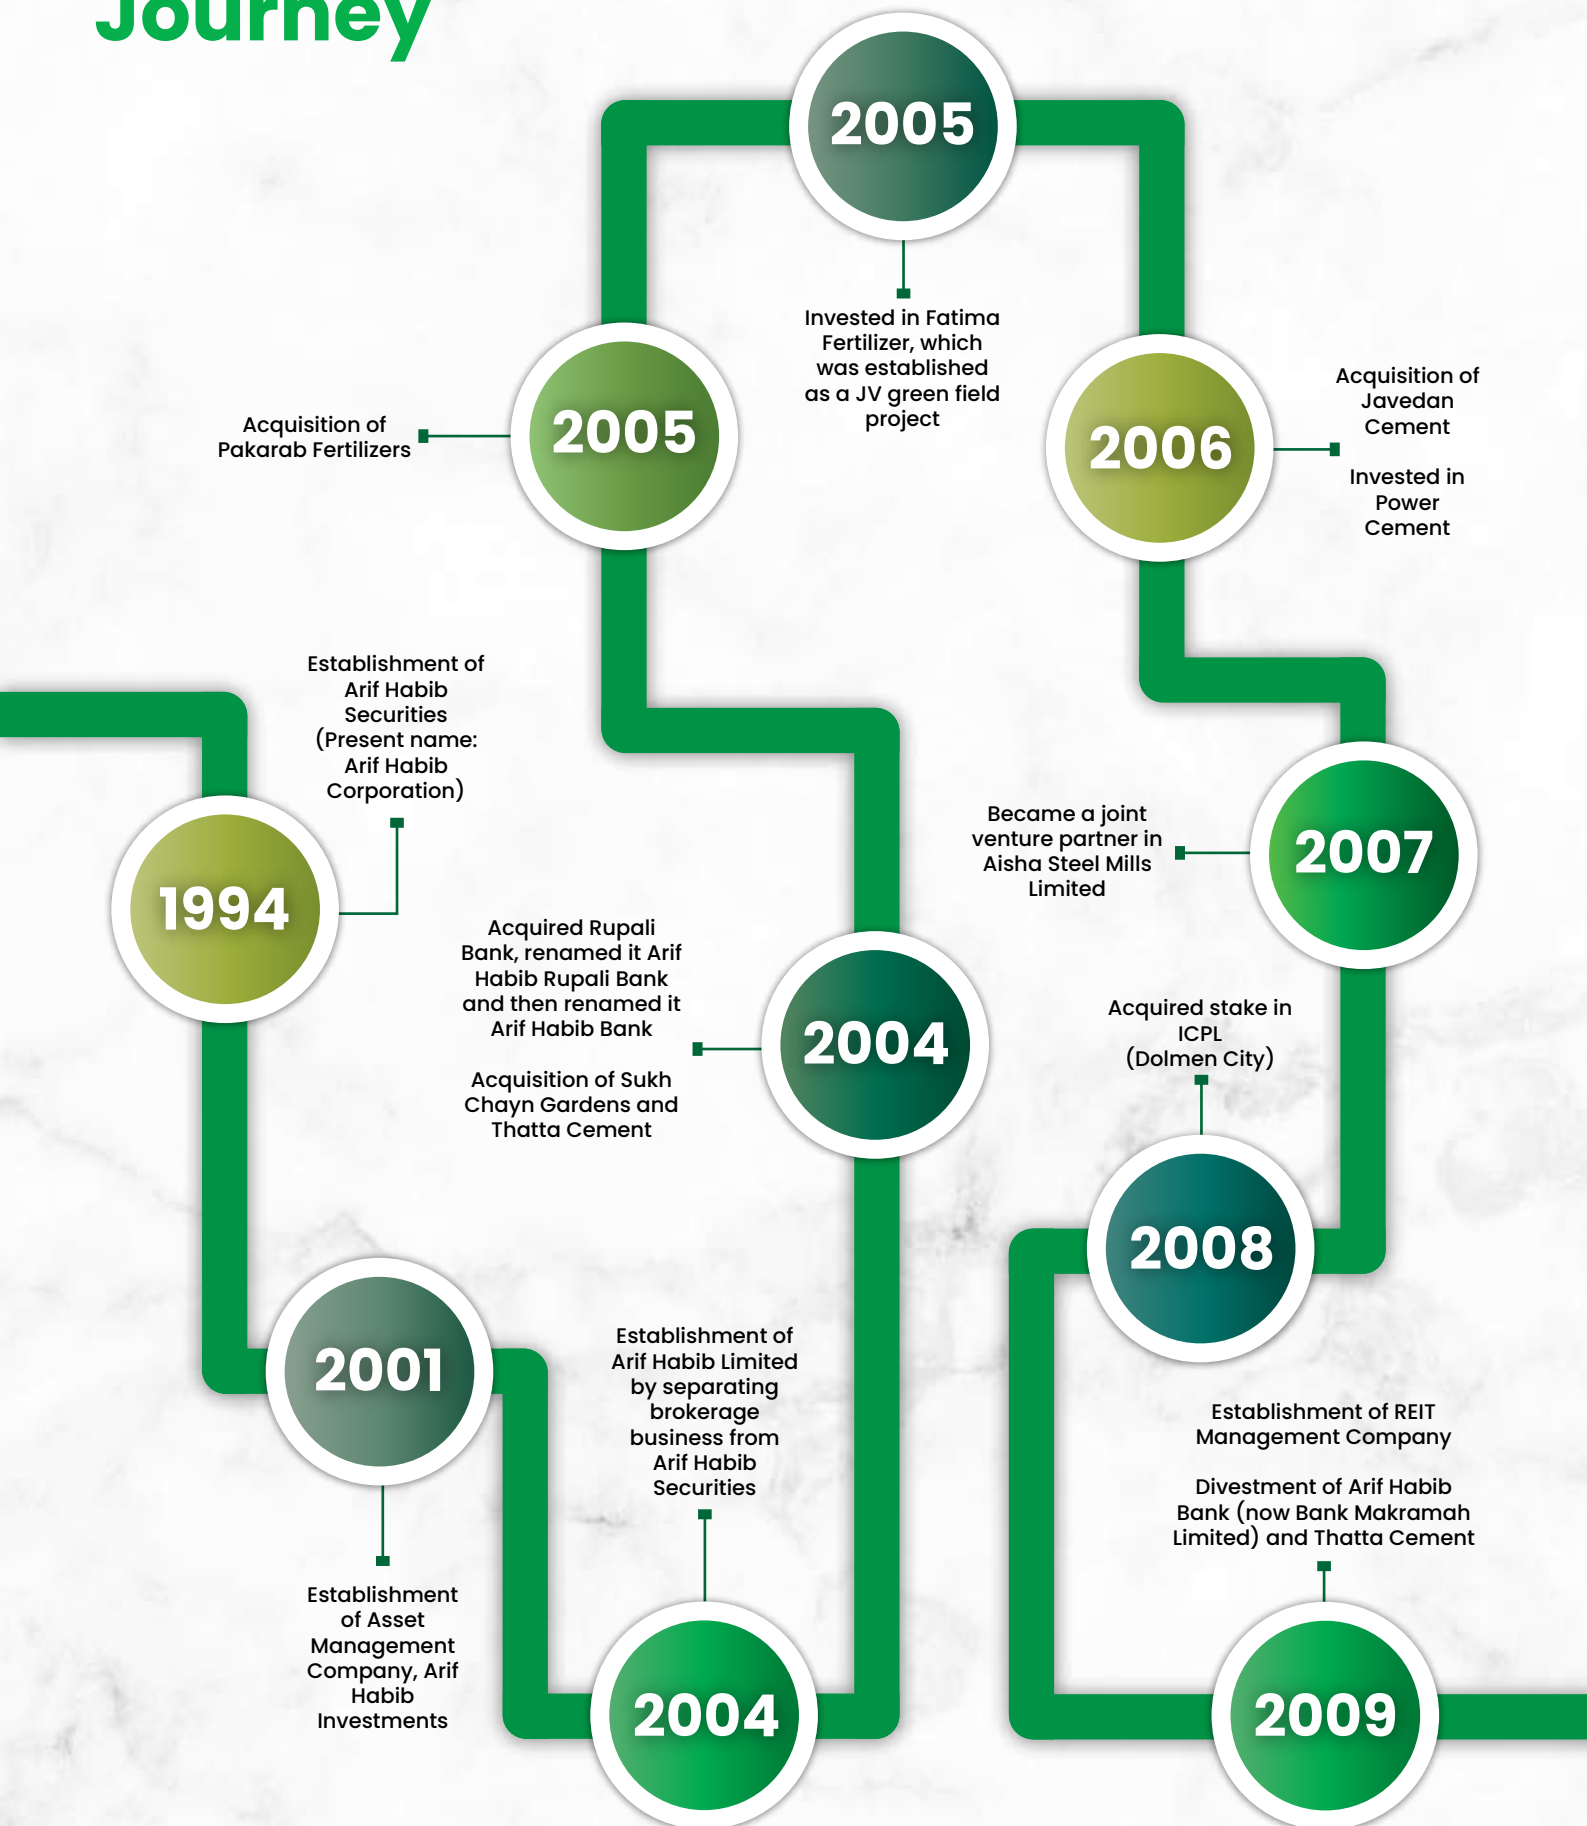 Journey
1994
Establishment of
Arif Habib
Securities
(Present name:
Arif Habib
Corporation)
2001
Establishment
of Asset
Management
Company, Arif
Habib
Investments
2004
Establishment of
Arif Habib Limited
by separating
brokerage
business from
Arif Habib
Securities
2004
Acquired Rupali
Bank, renamed it Arif
Habib Rupali Bank
and then renamed it
Arif Habib Bank
Acquisition of Sukh
Chayn Gardens and
Thatta Cement
2005
Acquisition of
Pakarab Fertilizers
2005
Invested in Fatima
Fertilizer, which
was established
as a JV green field
project
2006
Acquisition of
Javedan
Cement
Invested in
Power
Cement
2007
Became a joint
venture partner in
Aisha Steel Mills
Limited
2008
Acquired stake in
ICPL
(Dolmen City)
2009
Establishment of REIT
Management Company
Divestment of Arif Habib
Bank (now Bank Makramah
Limited) and Thatta Cement